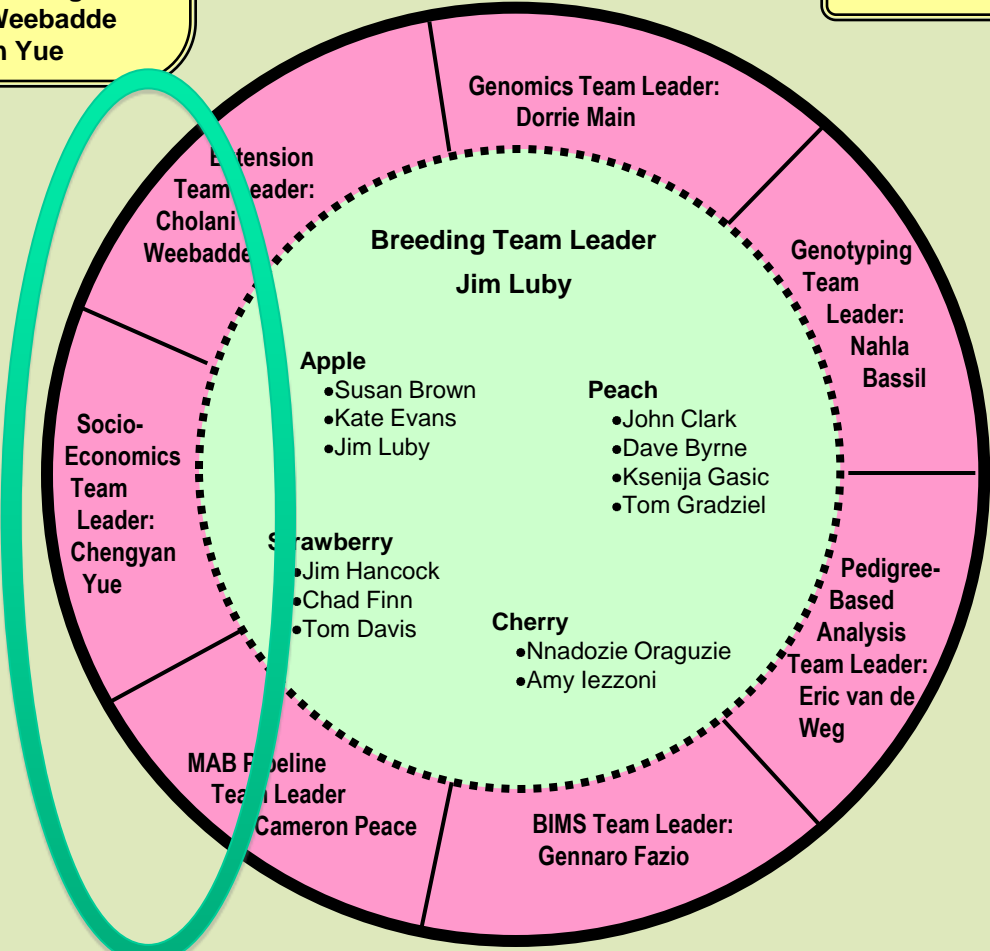 Weebadde
Yue
Genomics Team Leader:
Dorrie Main
Extension
Team Leader:
Cholani
Weebadde
Breeding Team Leader
Jim Luby
Genotyping
Team
Leader:
Nahla
Bassil
Apple
•Susan Brown
•Kate Evans
•Jim Luby
Peach
•John Clark
•Dave Byrne
•Ksenija Gasic
•Tom Gradziel
Socio-
Economics
Team
Leader:
Chengyan
Yue
Strawberry
•Jim Hancock
•Chad Finn
•Tom Davis
Cherry
•Nnadozie Oraguzie
•Amy Iezzoni
Pedigree-
Based
Analysis
Team Leader:
Eric van de
Weg
MAB Pipeline
Team Leader
Cameron Peace
BIMS Team Leader:
Gennaro Fazio